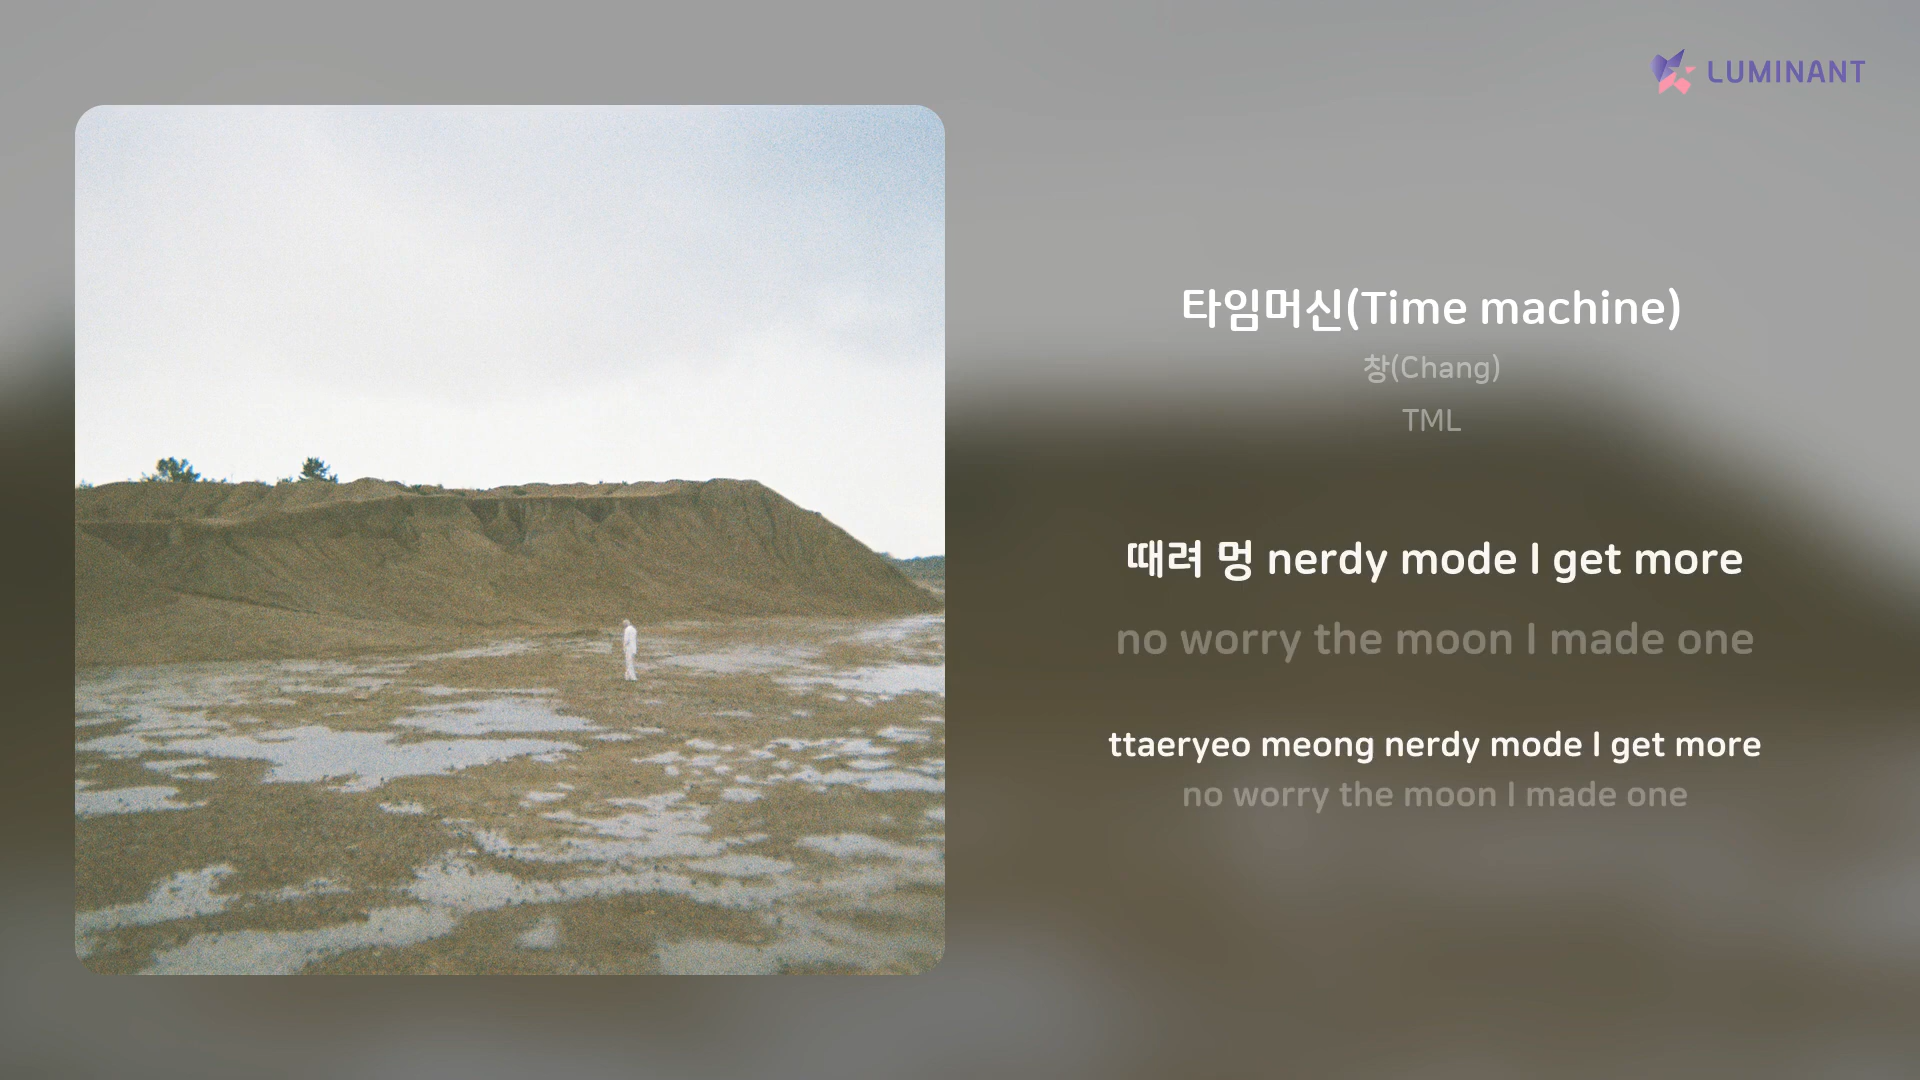 LUMINANT
타임머신(Time machine)
창(Chang)
TML
때려 멍 nerdy mode I get more
no worry the moon I made one
ttaeryeo meong nerdy mode I get more
no worry the moon I made one